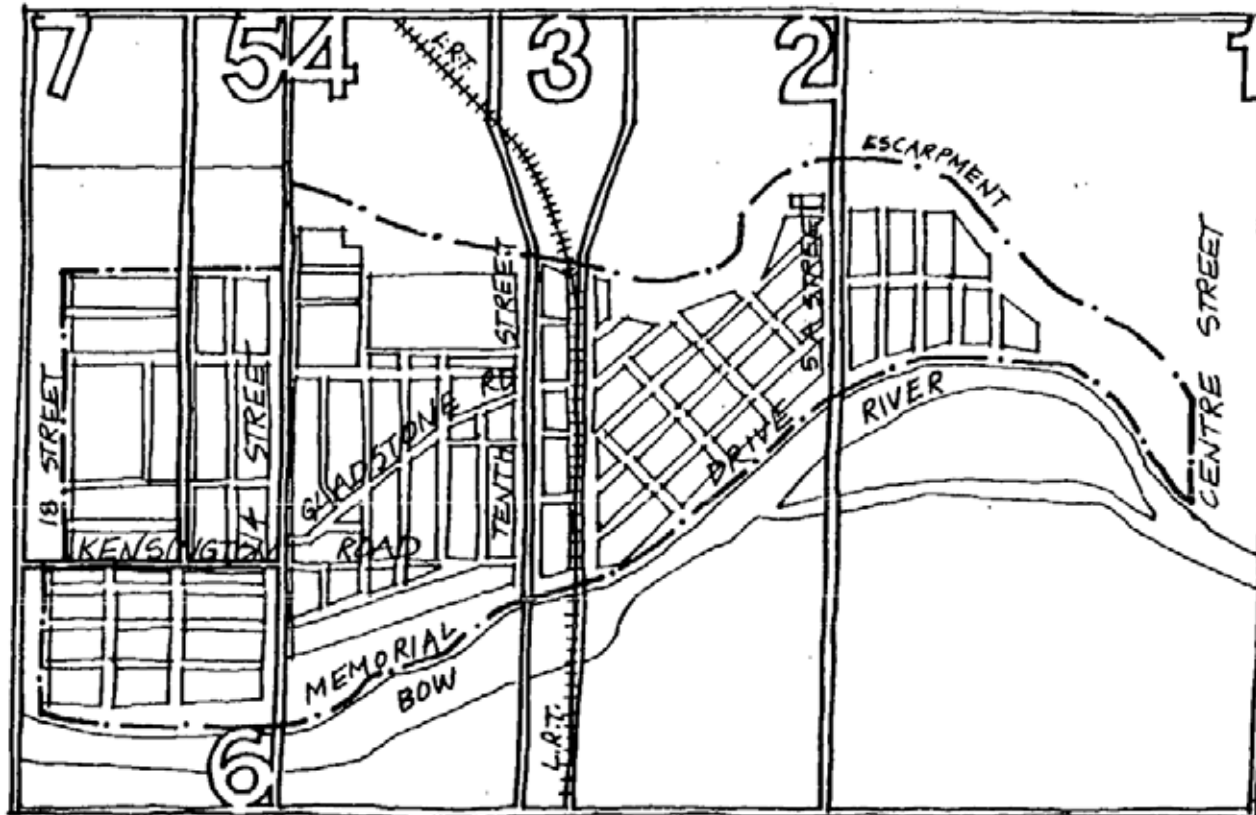 7
5
4
L.R.T.
3
2
1
ESCARPMENT
18 STREET
14 STREET
GLADSTONE RD
TENTH STREET
5A STREET
CENTRE STREET
KENSINGTON ROAD
MEMORIAL DRIVE
BOW RIVER
L.R.T.
6